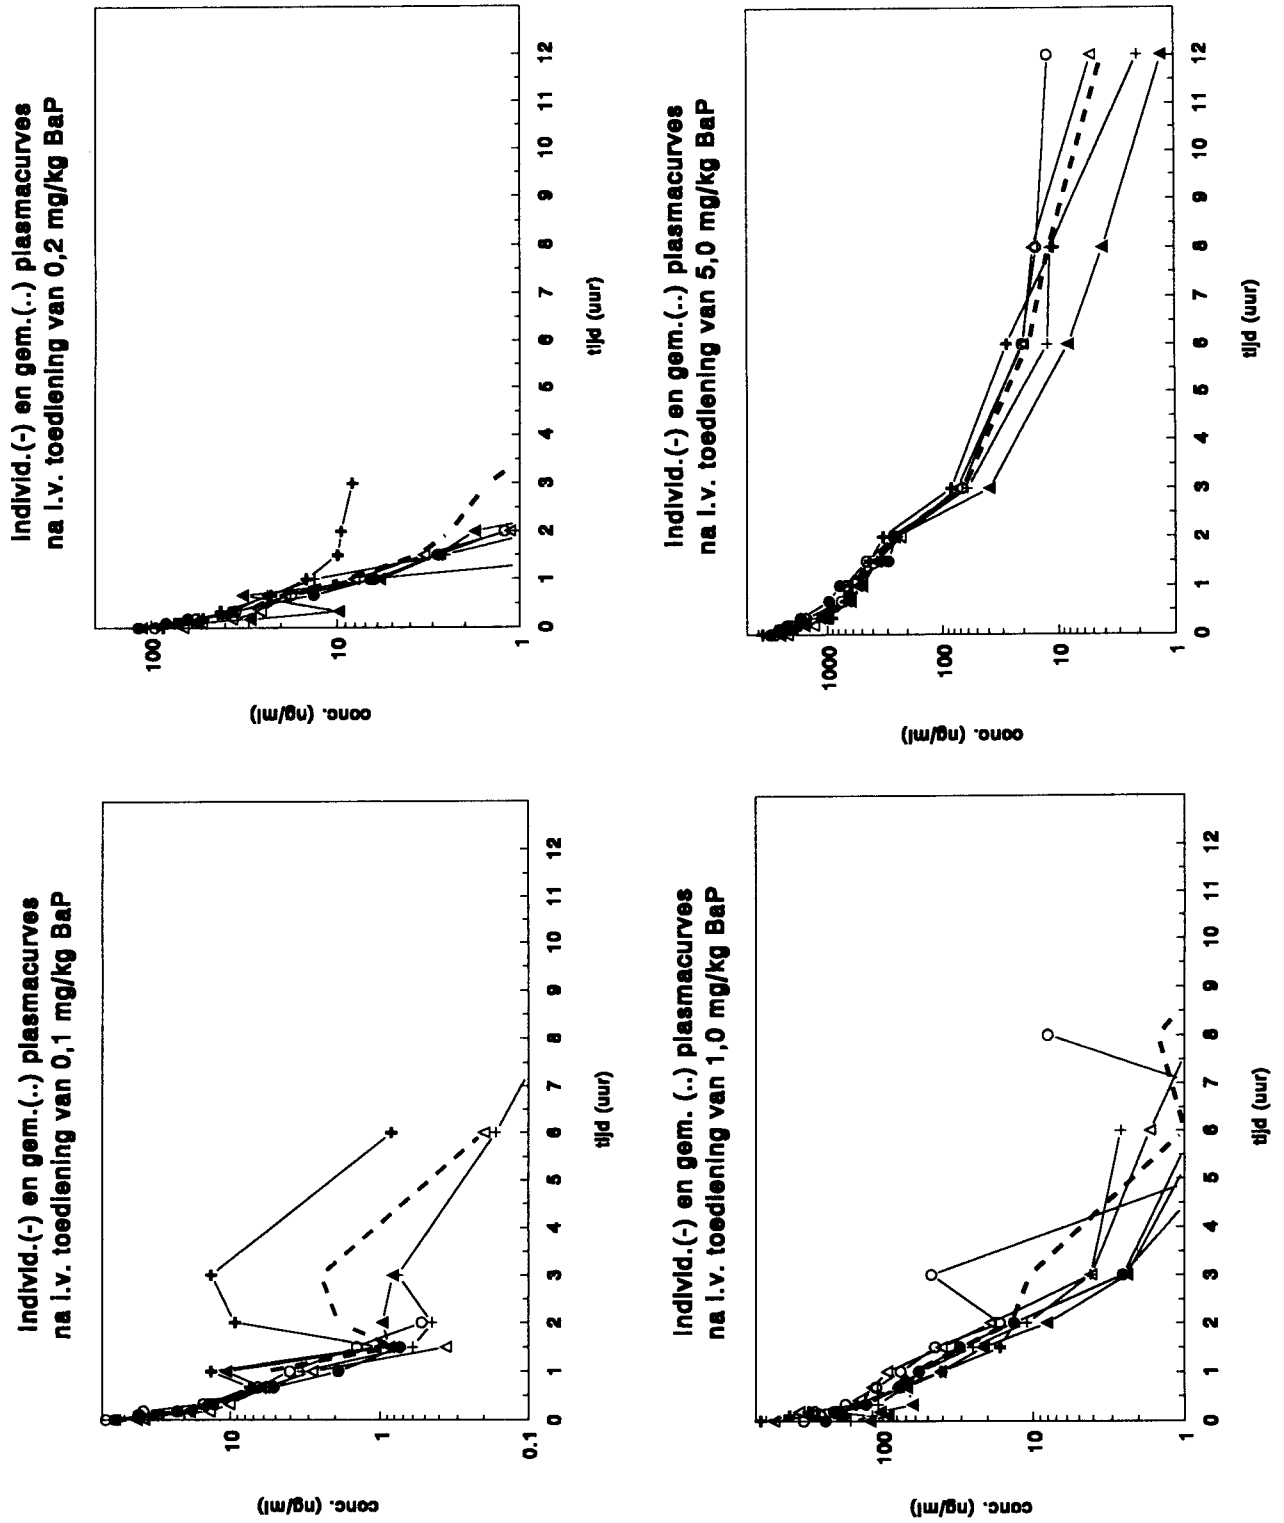 Individ.(-) en gem.(..) plasmacurves
na i.v. toediening van 0,1 mg/kg BaP
conc. (ng/ml)
10
1
0.1
0 1 2 3 4 5 6 7 8 9 10 11 12
tijd (uur)
Individ.(-) en gem.(..) plasmacurves
na i.v. toediening van 0,2 mg/kg BaP
conc. (ng/ml)
100
10
1
0 1 2 3 4 5 6 7 8 9 10 11 12
tijd (uur)
Individ.(-) en gem. (..) plasmacurves
na i.v. toediening van 1,0 mg/kg BaP
conc. (ng/ml)
100
10
1
0 1 2 3 4 5 6 7 8 9 10 11 12
tijd (uur)
Individ.(-) en gem.(..) plasmacurves
na i.v. toediening van 5,0 mg/kg BaP
conc. (ng/ml)
1000
100
10
1
0 1 2 3 4 5 6 7 8 9 10 11 12
tijd (uur)